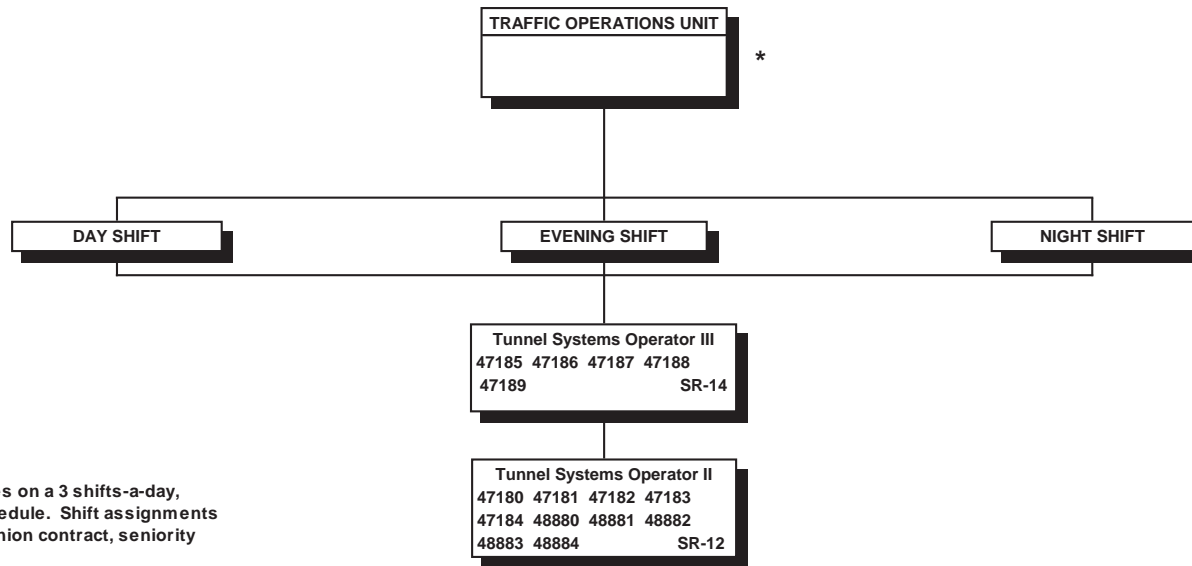 TRAFFIC OPERATIONS UNIT
*
DAY SHIFT
EVENING SHIFT
NIGHT SHIFT
Tunnel Systems Operator III
47185 47186 47187 47188
47189 SR-14
Tunnel Systems Operator II
47180 47181 47182 47183
47184 48880 48881 48882
48883 48884 SR-12
on a 3 shifts-a-day,
Shift assignments
contract, seniority